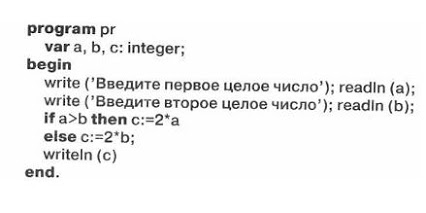 program pr
var a, b, c: integer;
begin
write ('Введите первое целое число'); readln (a);
write ('Введите второе целое число'); readln (b);
if a>b then c:=2*a
else c:=2*b;
writeln (c)
end.